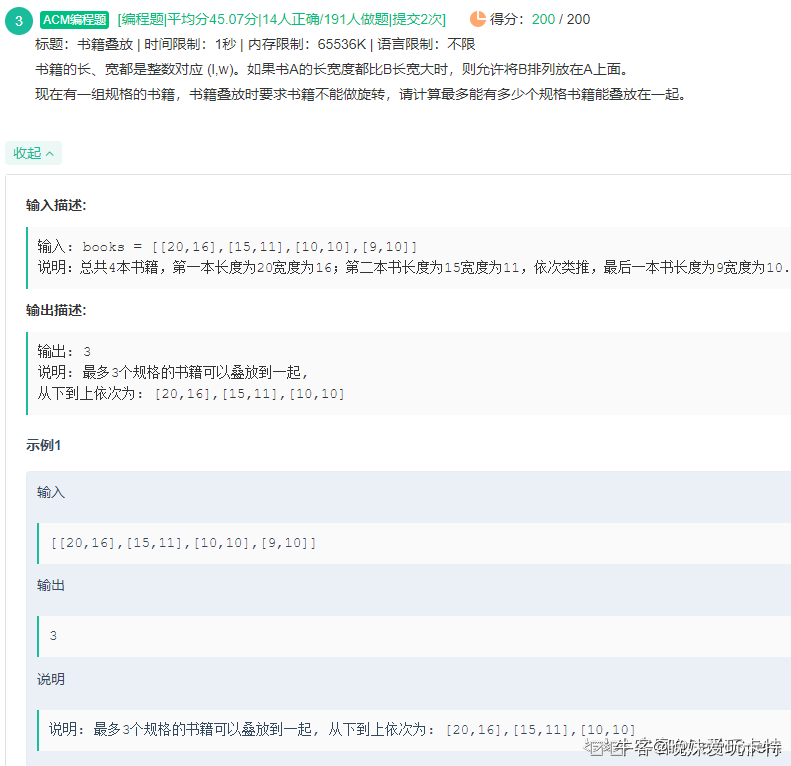 3 ACM编程题 [编程题|平均分45.07分|14人正确/191人做题|提交2次] 得分：200 / 200
标题：书籍叠放 | 时间限制：1秒 | 内存限制：65536K | 语言限制：不限
书籍的长、宽都是整数对应 (l,w)。如果书A的长宽度都比B长宽大时，则允许将B排列放在A上面。
现在有一组规格的书籍，书籍叠放时要求书籍不能做旋转，请计算最多能有多少个规格书籍能叠放在一起。
收起
输入描述:
输入：books = [[20,16],[15,11],[10,10],[9,10]]
说明：总共4本书籍，第一本长度为20宽度为16；第二本书长度为15宽度为11，依次类推，最后一本书长度为9宽度为10.
输出描述:
输出：3
说明：最多3个规格的书籍可以叠放到一起,
从下到上依次为：[20,16],[15,11],[10,10]
示例1
输入
[[20,16],[15,11],[10,10],[9,10]]
输出
3
说明
说明：最多3个规格的书籍可以叠放到一起, 从下到上依次为：[20,16],[15,11],[10,10]
牛客@晚妹爱玩卡特